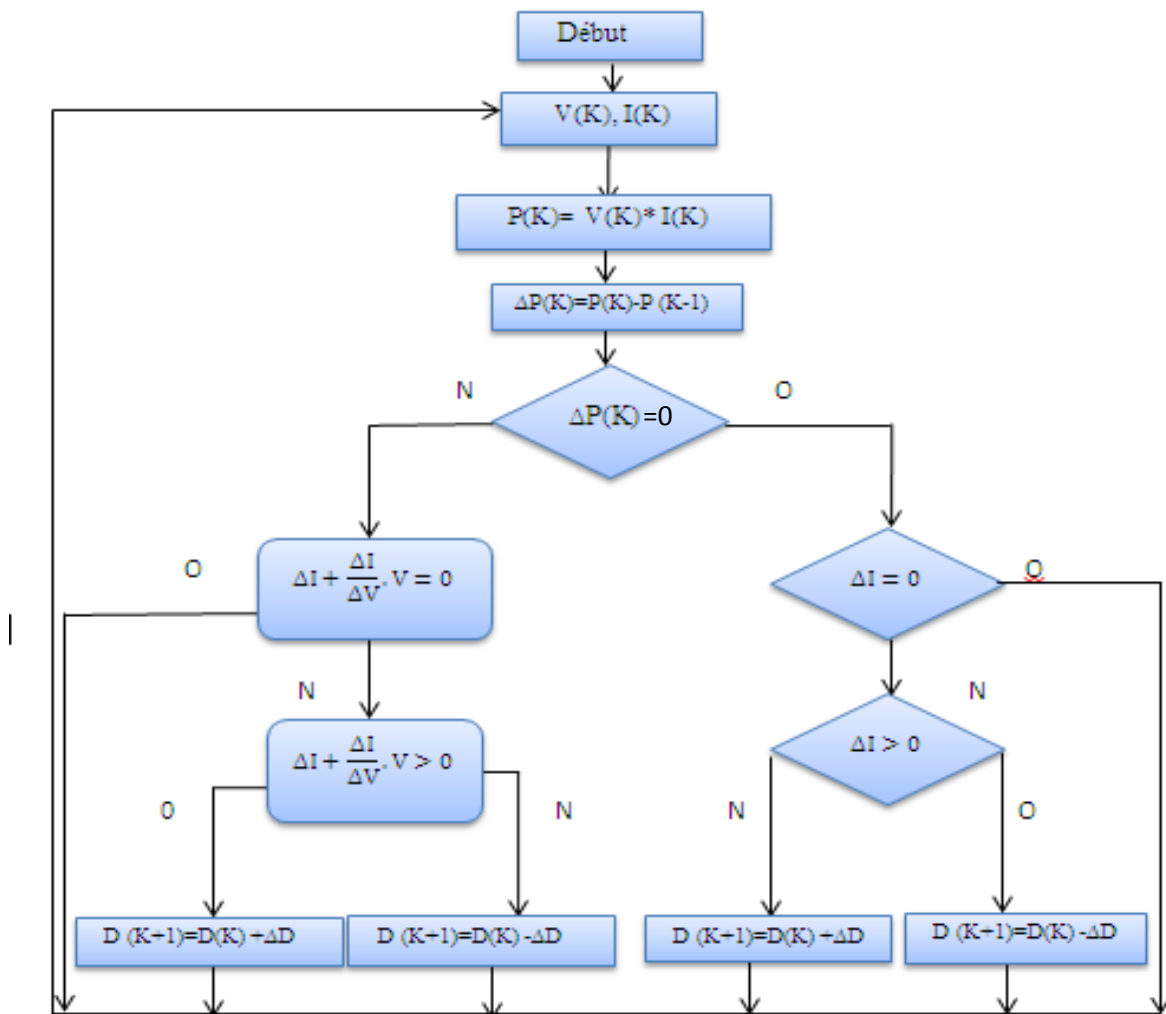 Début
V(K), I(K)
P(K)= V(K)* I(K)
ΔP(K)=P(K)-P (K-1)
N
O
ΔP(K) =0
O
ΔI + ΔI/ΔV . V = 0
ΔI = 0
O
N
N
ΔI + ΔI/ΔV . V > 0
ΔI > 0
0
N
N
O
D (K+1)=D(K) +ΔD
D (K+1)=D(K) -ΔD
D (K+1)=D(K) +ΔD
D (K+1)=D(K) -ΔD